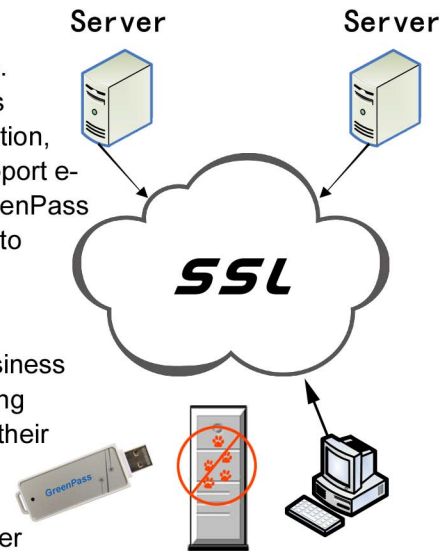 Server Server
.
s
tion,
port e-
enPass
to
SSL
siness
ng
their
GreenPass
er